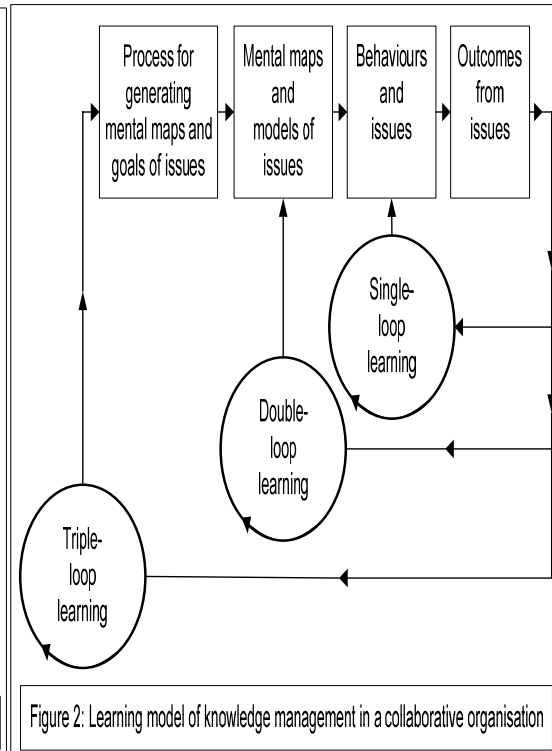 Process for
generating
mental maps and
goals of issues
Mental maps
and
models of
issues
Behaviours
and
issues
Outcomes
from
issues
Single-
loop
learning
Double-
loop
learning
Triple-
loop
learning
Figure 2: Learning model of knowledge management in a collaborative organisation